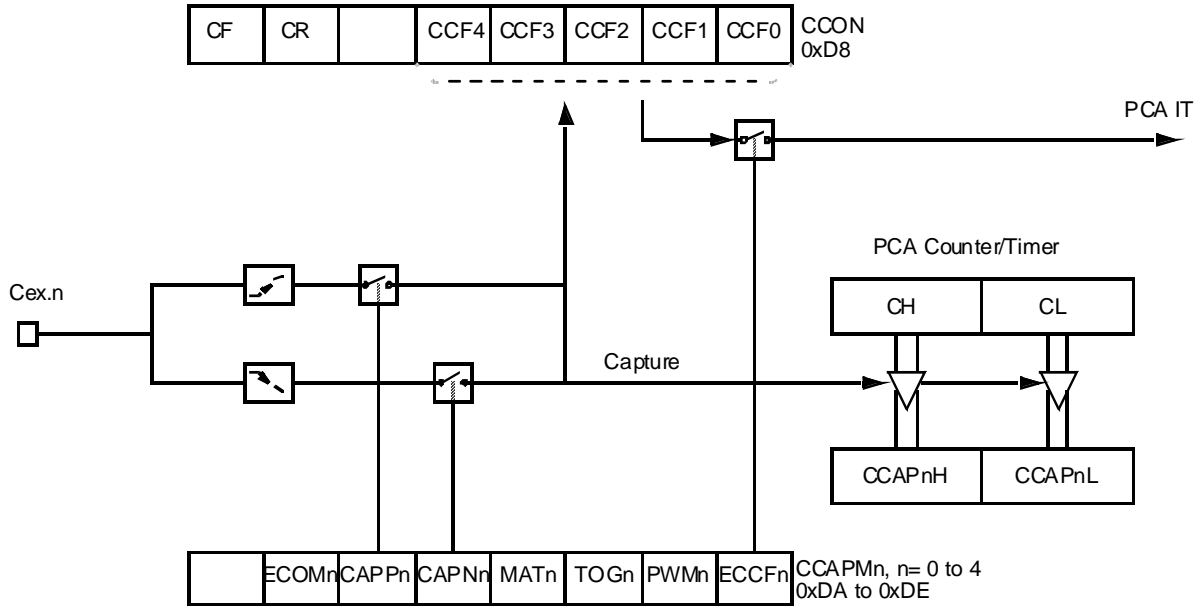 CF CR CCF4 CCF3 CCF2 CCF1 CCF0
CCON
0xD8
PCA IT
PCA Counter/Timer
Cex.n
CH CL
Capture
CCAPnH CCAPnL
ECOMn CAPPn CAPNn MATn TOGn PWMn ECCFn
CCAPMn, n= 0 to 4
0xDA to 0xDE